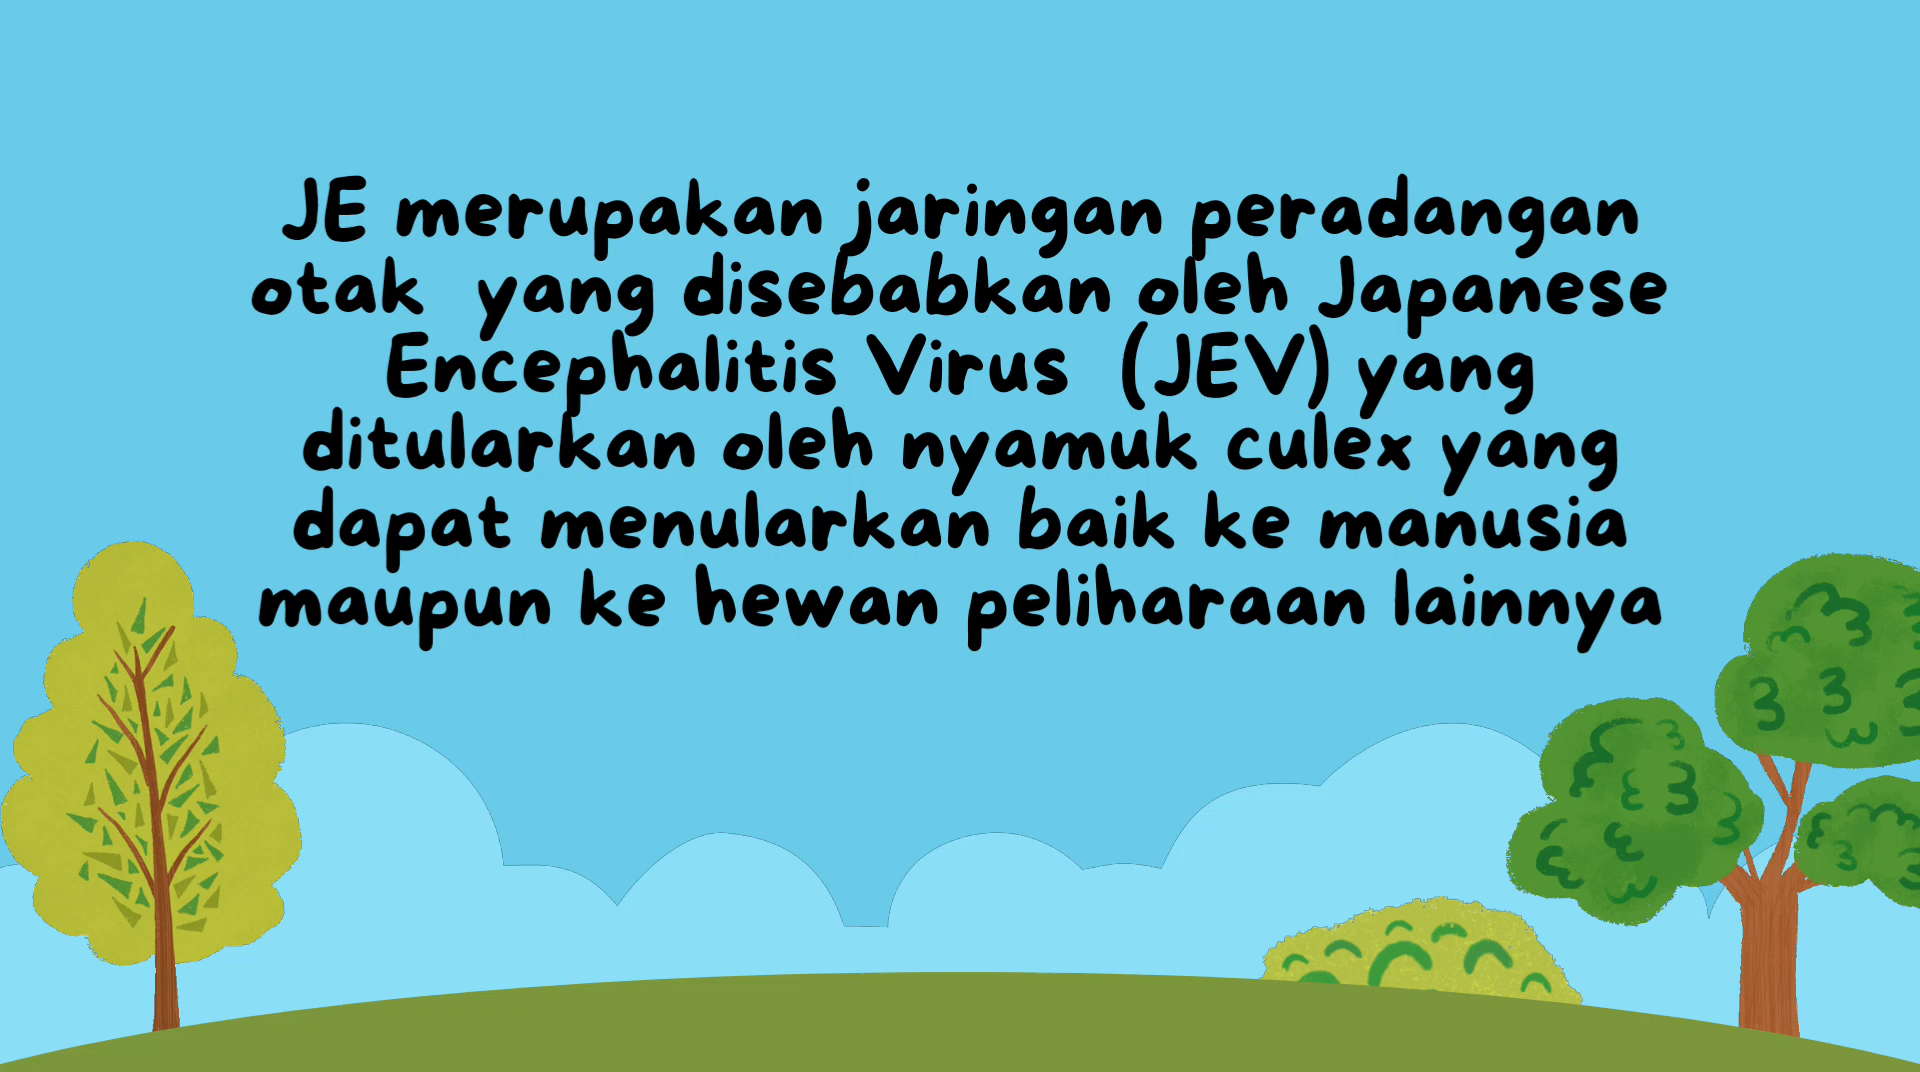 JE merupakan jaringan peradangan
otak yang disebabkan oleh Japanese
Encephalitis Virus (JEV) yang
ditularkan oleh nyamuk culex yang
dapat menularkan baik ke manusia
maupun ke hewan peliharaan lainnya